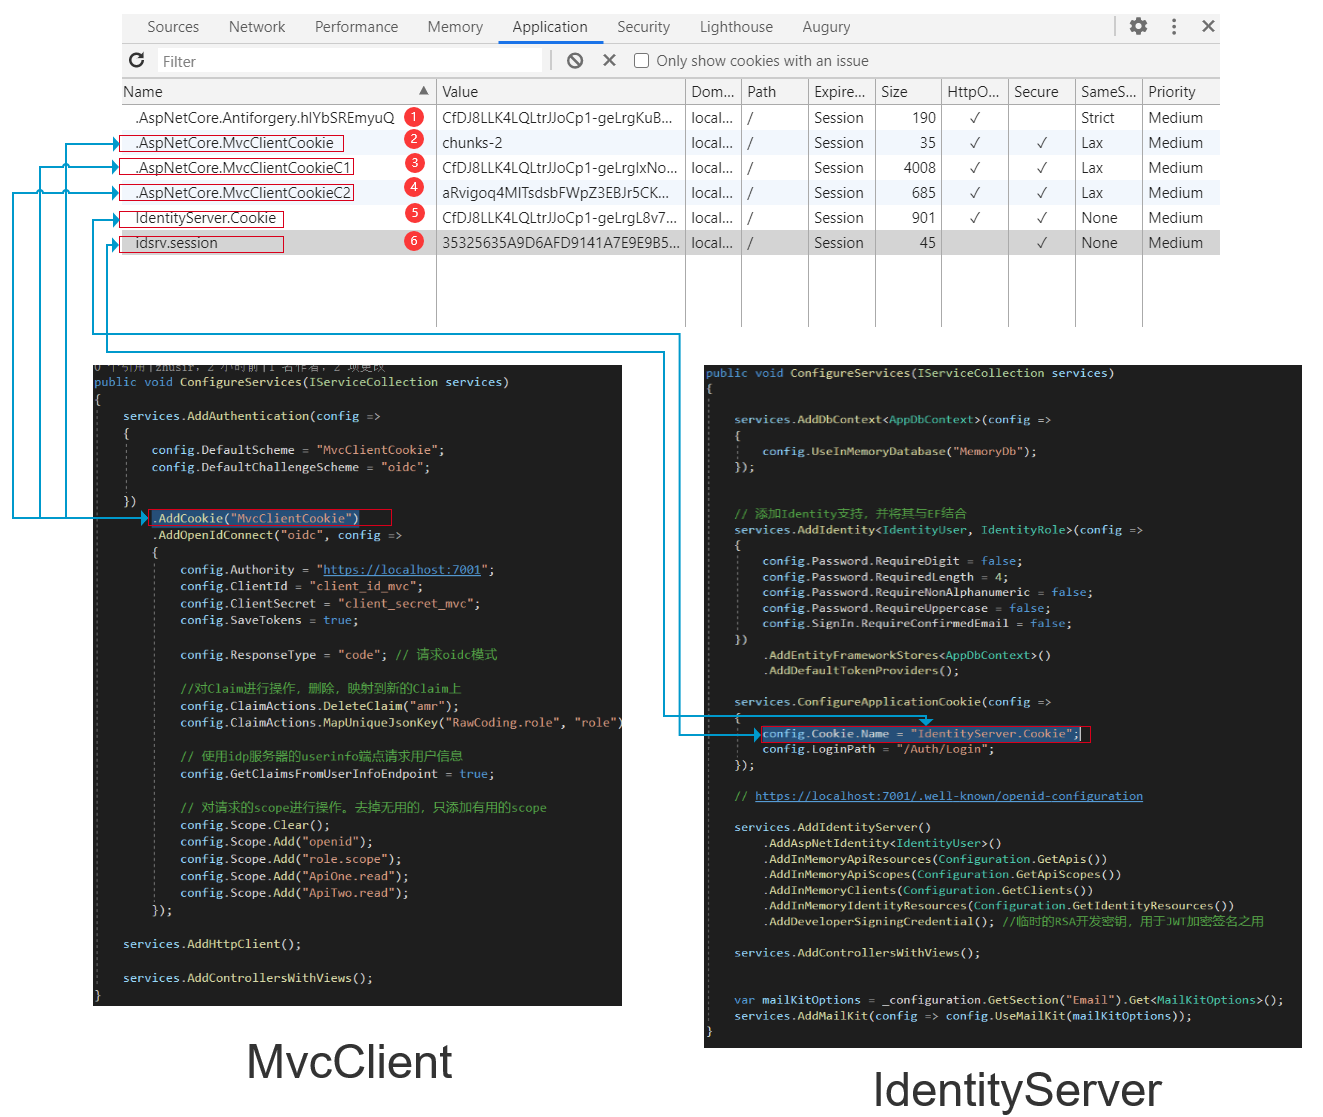 Sources Network Performance Memory Application Security Lighthouse Augury
Filter Only show cookies with an issue
Name Value Dom... Path Expire... Size HttpO... Secure SameS... Priority
.AspNetCore.Antiforgery.hIYbSREmyuQ 1 CfDJ8LLK4LQLtrJJoCp1-geLrgKuB... local... / Session 190 ✓ Strict Medium
.AspNetCore.MvcClientCookie 2 chunks-2 local... / Session 35 ✓ ✓ Lax Medium
.AspNetCore.MvcClientCookieC1 3 CfDJ8LLK4LQLtrJJoCp1-geLrgIxNo... local... / Session 4008 ✓ ✓ Lax Medium
.AspNetCore.MvcClientCookieC2 4 aRvigoq4MITsdsbFWpZ3EBJr5CK... local... / Session 685 ✓ ✓ Lax Medium
IdentityServer.Cookie 5 CfDJ8LLK4LQLtrJJoCp1-geLrgL8v7... local... / Session 901 ✓ ✓ None Medium
idsrv.session 6 35325635A9D6AFD9141A7E9E9B5... local... / Session 45 ✓ None Medium
0 个引用 | zhusir，2 小时前 | 1 名作者，2 项更改
public void ConfigureServices(IServiceCollection services)
{
services.AddAuthentication(config =>
{
config.DefaultScheme = "MvcClientCookie";
config.DefaultChallengeScheme = "oidc";
})
.AddCookie("MvcClientCookie")
.AddOpenIdConnect("oidc", config =>
{
config.Authority = "https://localhost:7001";
config.ClientId = "client_id_mvc";
config.ClientSecret = "client_secret_mvc";
config.SaveTokens = true;
config.ResponseType = "code"; // 请求oidc模式
//对Claim进行操作，删除，映射到新的Claim上
config.ClaimActions.DeleteClaim("amr");
config.ClaimActions.MapUniqueJsonKey("RawCoding.role", "role")
// 使用idp服务器的userinfo端点请求用户信息
config.GetClaimsFromUserInfoEndpoint = true;
// 对请求的scope进行操作。去掉无用的，只添加有用的scope
config.Scope.Clear();
config.Scope.Add("openid");
config.Scope.Add("role.scope");
config.Scope.Add("ApiOne.read");
config.Scope.Add("ApiTwo.read");
});
services.AddHttpClient();
services.AddControllersWithViews();
}
MvcClient
public void ConfigureServices(IServiceCollection services)
{
services.AddDbContext<AppDbContext>(config =>
{
config.UseInMemoryDatabase("MemoryDb");
});
// 添加Identity支持，并将其与EF结合
services.AddIdentity<IdentityUser, IdentityRole>(config =>
{
config.Password.RequireDigit = false;
config.Password.RequiredLength = 4;
config.Password.RequireNonAlphanumeric = false;
config.Password.RequireUppercase = false;
config.SignIn.RequireConfirmedEmail = false;
})
.AddEntityFrameworkStores<AppDbContext>()
.AddDefaultTokenProviders();
services.ConfigureApplicationCookie(config =>
{
config.Cookie.Name = "IdentityServer.Cookie";
config.LoginPath = "/Auth/Login";
});
// https://localhost:7001/.well-known/openid-configuration
services.AddIdentityServer()
.AddAspNetIdentity<IdentityUser>()
.AddInMemoryApiResources(Configuration.GetApis())
.AddInMemoryApiScopes(Configuration.GetApiScopes())
.AddInMemoryClients(Configuration.GetClients())
.AddInMemoryIdentityResources(Configuration.GetIdentityResources())
.AddDeveloperSigningCredential(); //临时的RSA开发密钥，用于JWT加密签名之用
services.AddControllersWithViews();
var mailKitOptions = _configuration.GetSection("Email").Get<MailKitOptions>();
services.AddMailKit(config => config.UseMailKit(mailKitOptions));
}
IdentityServer